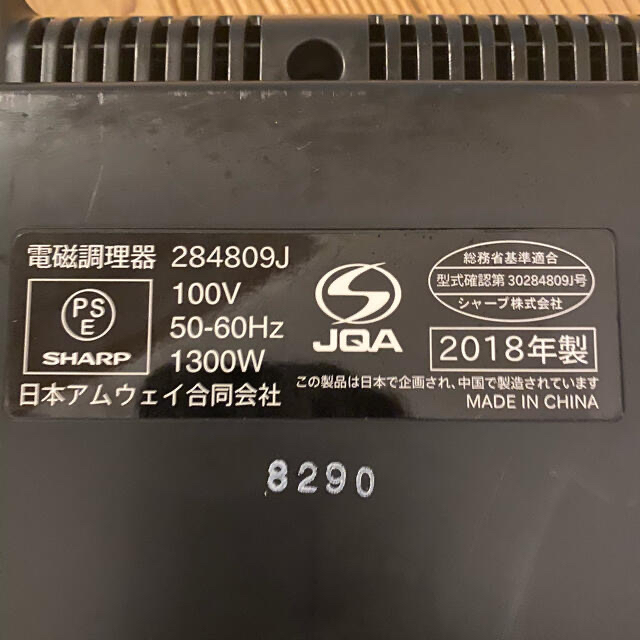 電磁調理器 284809J
PS
E
SHARP
100V
50-60Hz
1300W
日本アムウェイ合同会社
JQA
総務省基準適合
型式確認第 30284809J号
シャープ株式会社
2018年製
この製品は日本で企画され、中国で製造されています
MADE IN CHINA
8290